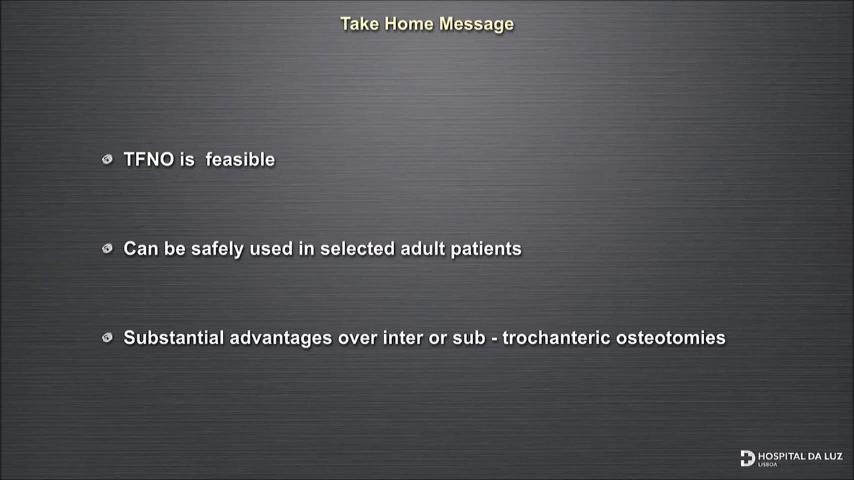 Take Home Message
TFNO is feasible
Can be safely used in selected adult patients
Substantial advantages over inter or sub - trochanteric osteotomies
HOSPITAL DA LUZ
LISBOA